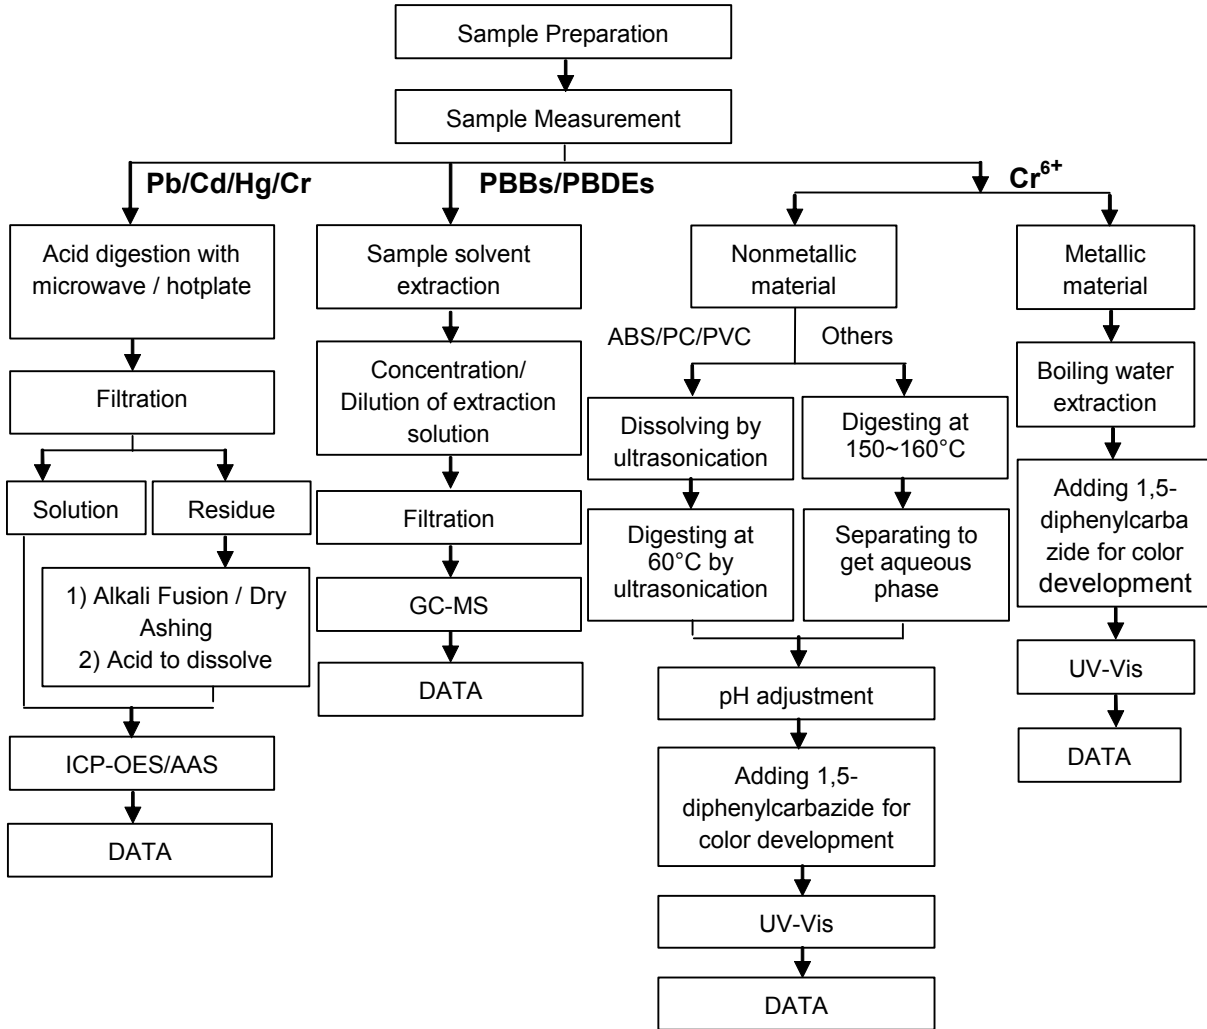 Sample Preparation
Sample Measurement
Pb/Cd/Hg/Cr
PBBs/PBDEs
Cr6+
Acid digestion with
microwave / hotplate
Filtration
Solution
Residue
1) Alkali Fusion / Dry
Ashing
2) Acid to dissolve
ICP-OES/AAS
DATA
Sample solvent
extraction
Concentration/
Dilution of extraction
solution
Filtration
GC-MS
DATA
Nonmetallic
material
ABS/PC/PVC
Others
Dissolving by
ultrasonication
Digesting at
60°C by
ultrasonication
Digesting at
150~160°C
Separating to
get aqueous
phase
pH adjustment
Adding 1,5-
diphenylcarbazide for
color development
UV-Vis
DATA
Metallic
material
Boiling water
extraction
Adding 1,5-
diphenylcarba
zide for color
development
UV-Vis
DATA